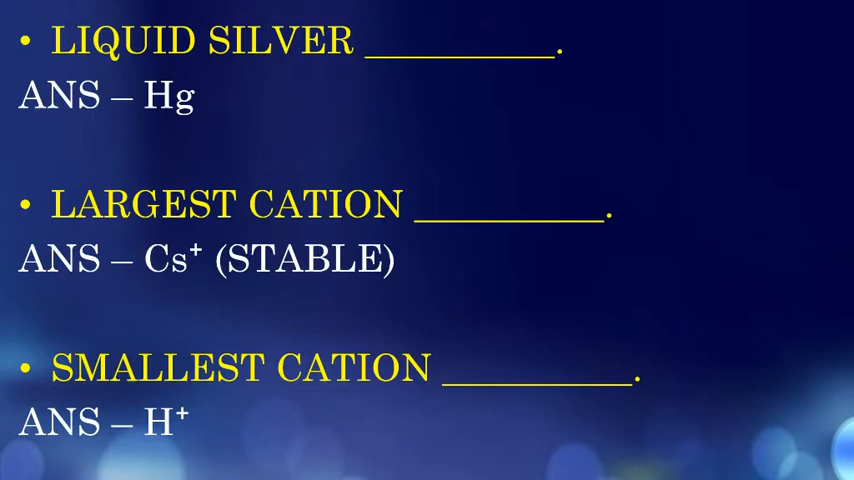 • LIQUID SILVER __________.
ANS – Hg
• LARGEST CATION __________.
ANS – Cs⁺ (STABLE)
• SMALLEST CATION __________.
ANS – H⁺